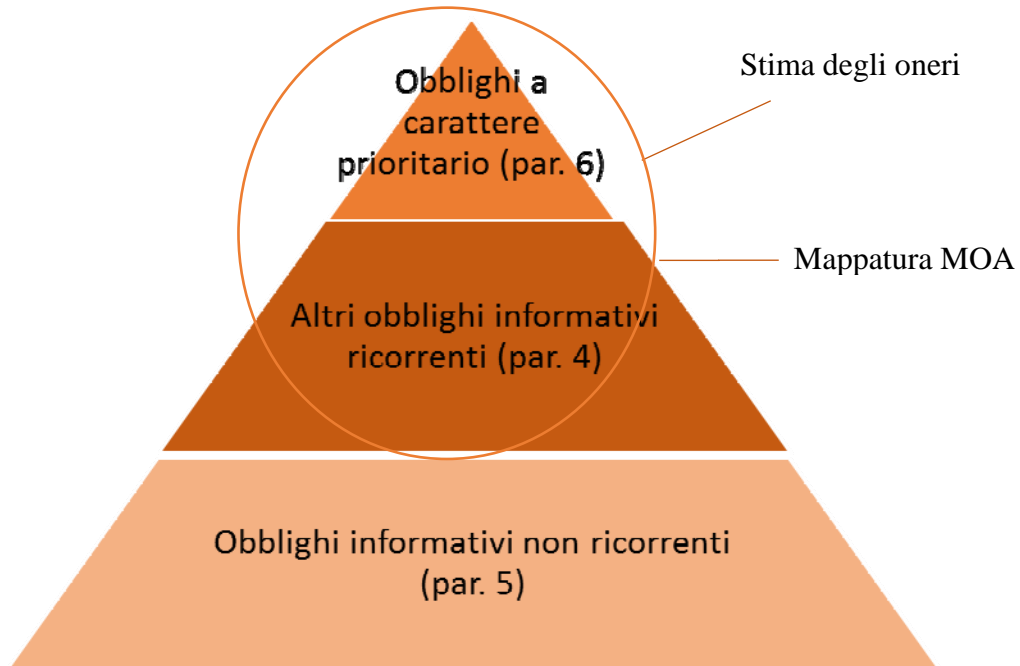 Obblighi a
carattere
prioritario (par. 6)
Stima degli oneri
Mappatura MOA
Altri obblighi informativi
ricorrenti (par. 4)
Obblighi informativi non ricorrenti
(par. 5)